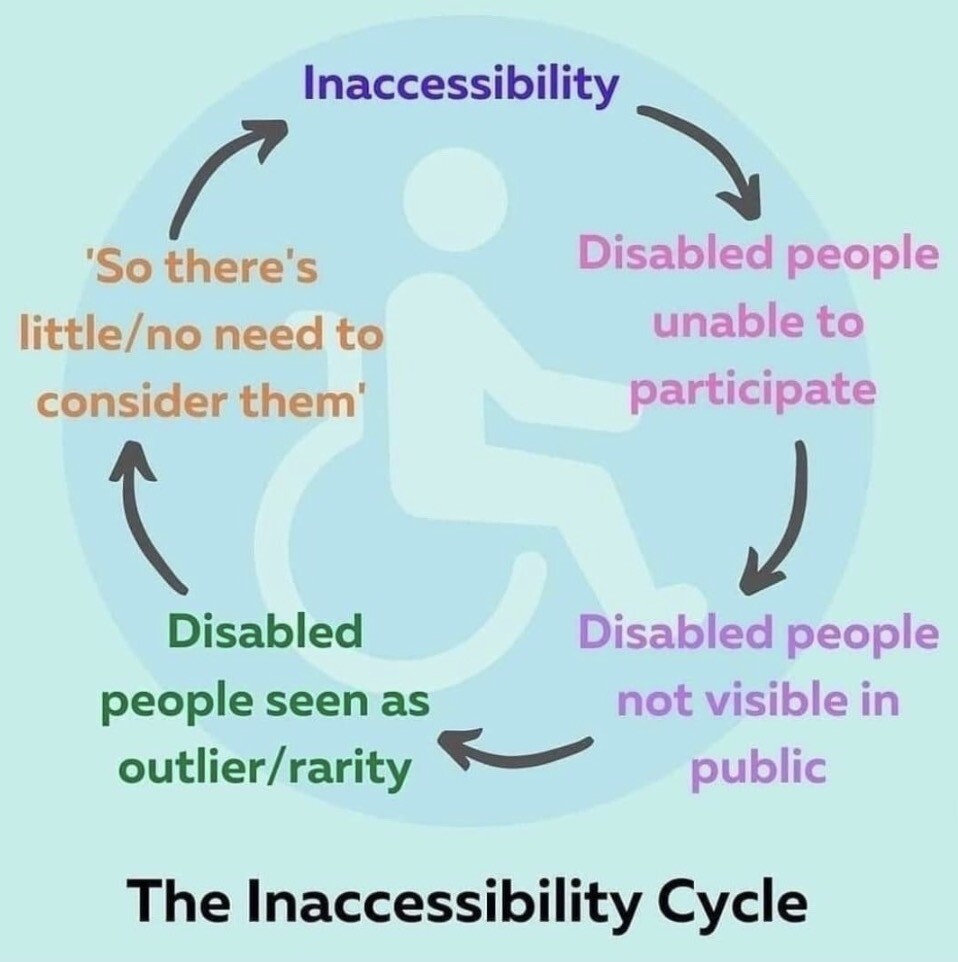 Inaccessibility
Disabled people
unable to
participate
Disabled people
not visible in
public
Disabled
people seen as
outlier/rarity
'So there's
little/no need to
consider them'
The Inaccessibility Cycle